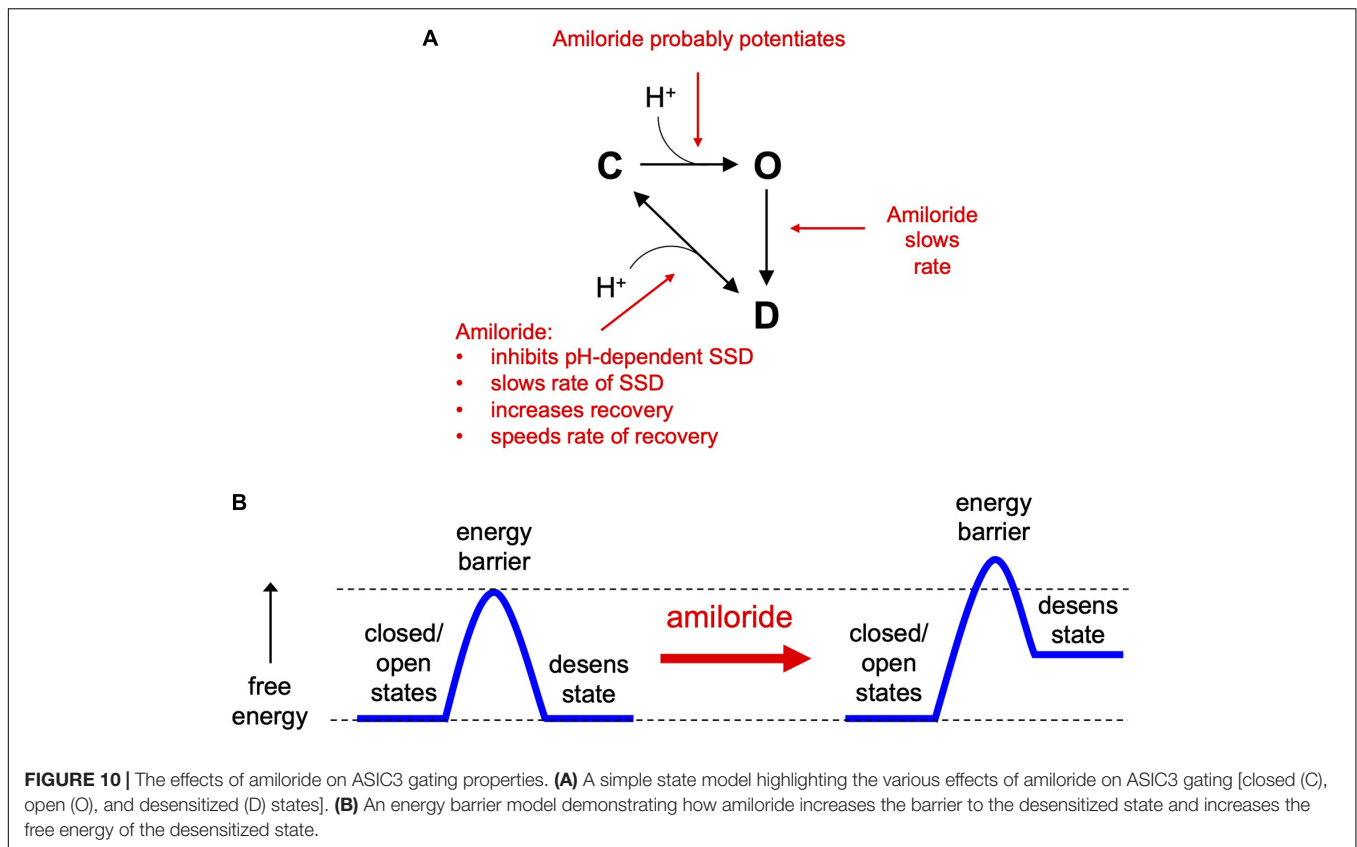 A
Amiloride probably potentiates
H+
C
O
Amiloride
slows
rate
H+
D
Amiloride:
• inhibits pH-dependent SSD
• slows rate of SSD
• increases recovery
• speeds rate of recovery
B
energy
barrier
energy
barrier
closed/
open
states
desens
state
amiloride
closed/
open
states
desens
state
free
energy
FIGURE 10 | The effects of amiloride on ASIC3 gating properties. (A) A simple state model highlighting the various effects of amiloride on ASIC3 gating [closed (C),
open (O), and desensitized (D) states]. (B) An energy barrier model demonstrating how amiloride increases the barrier to the desensitized state and increases the
free energy of the desensitized state.